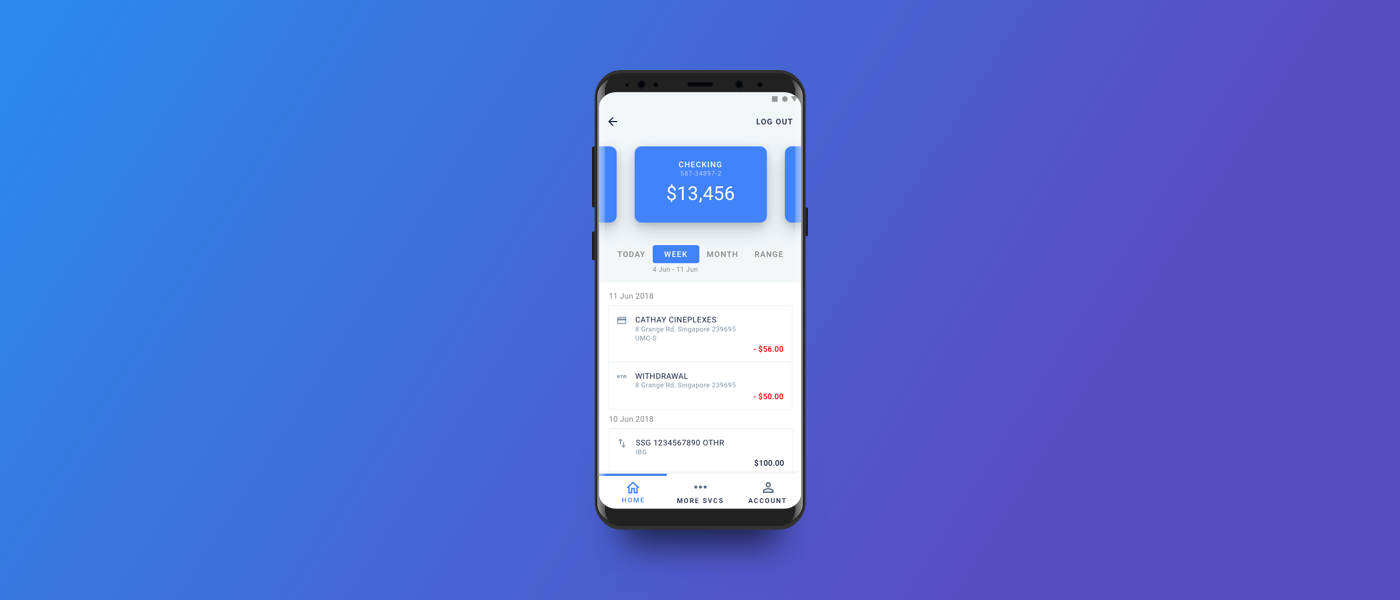 LOG OUT
CHECKING
587-34897-2
$13,456
TODAY WEEK MONTH RANGE
4 Jun - 11 Jun
11 Jun 2018
CATHAY CINEPLEXES
8 Grange Rd, Singapore 239695
UMC-S
- $56.00
WITHDRAWAL
8 Grange Rd, Singapore 239695
- $50.00
10 Jun 2018
SSG 1234567890 OTHR
IBG
$100.00
HOME MORE SVCS ACCOUNT